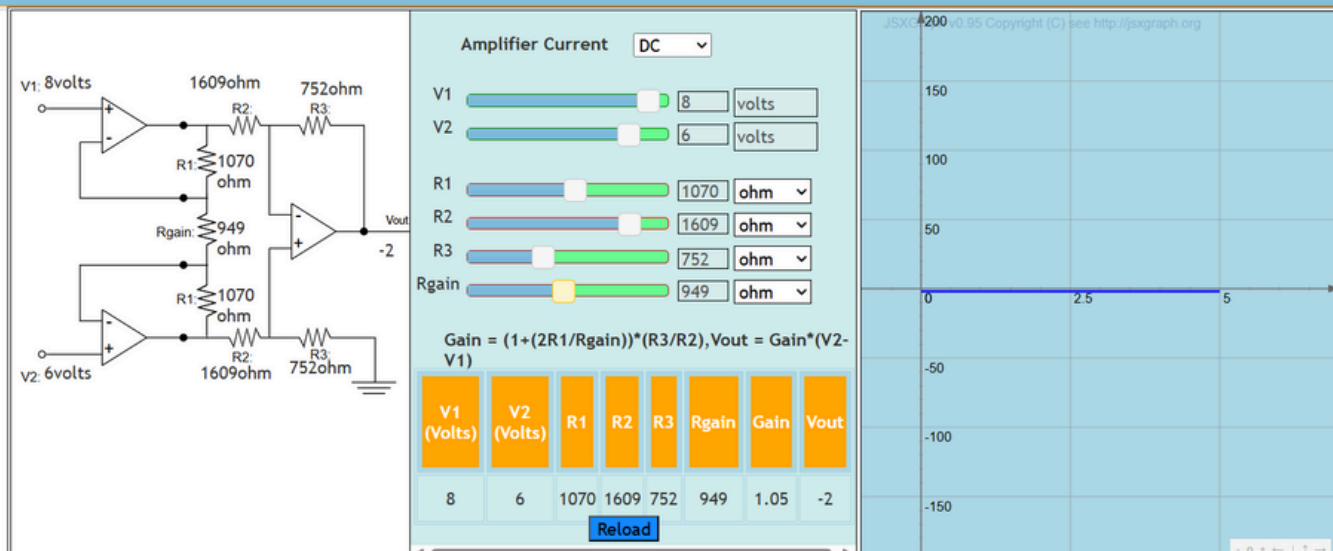 V1: 8volts
1609ohm
752ohm
R2:
R3:
+
-
R1:
1070
ohm
Rgain:
949
ohm
-
+
Vout
-2
R1:
1070
ohm
-
+
V2: 6volts
R2:
1609ohm
R3:
752ohm
Amplifier Current DC
V1 8 volts
V2 6 volts
R1 1070 ohm
R2 1609 ohm
R3 752 ohm
Rgain 949 ohm
Gain = (1+(2R1/Rgain))*(R3/R2),Vout = Gain*(V2-
V1)
V1 (Volts) V2 (Volts) R1 R2 R3 Rgain Gain Vout
8 6 1070 1609 752 949 1.05 -2
Reload
v0.95 Copyright (C) see http://jsxgraph.org
200
150
100
50
0 2.5 5
-50
-100
-150